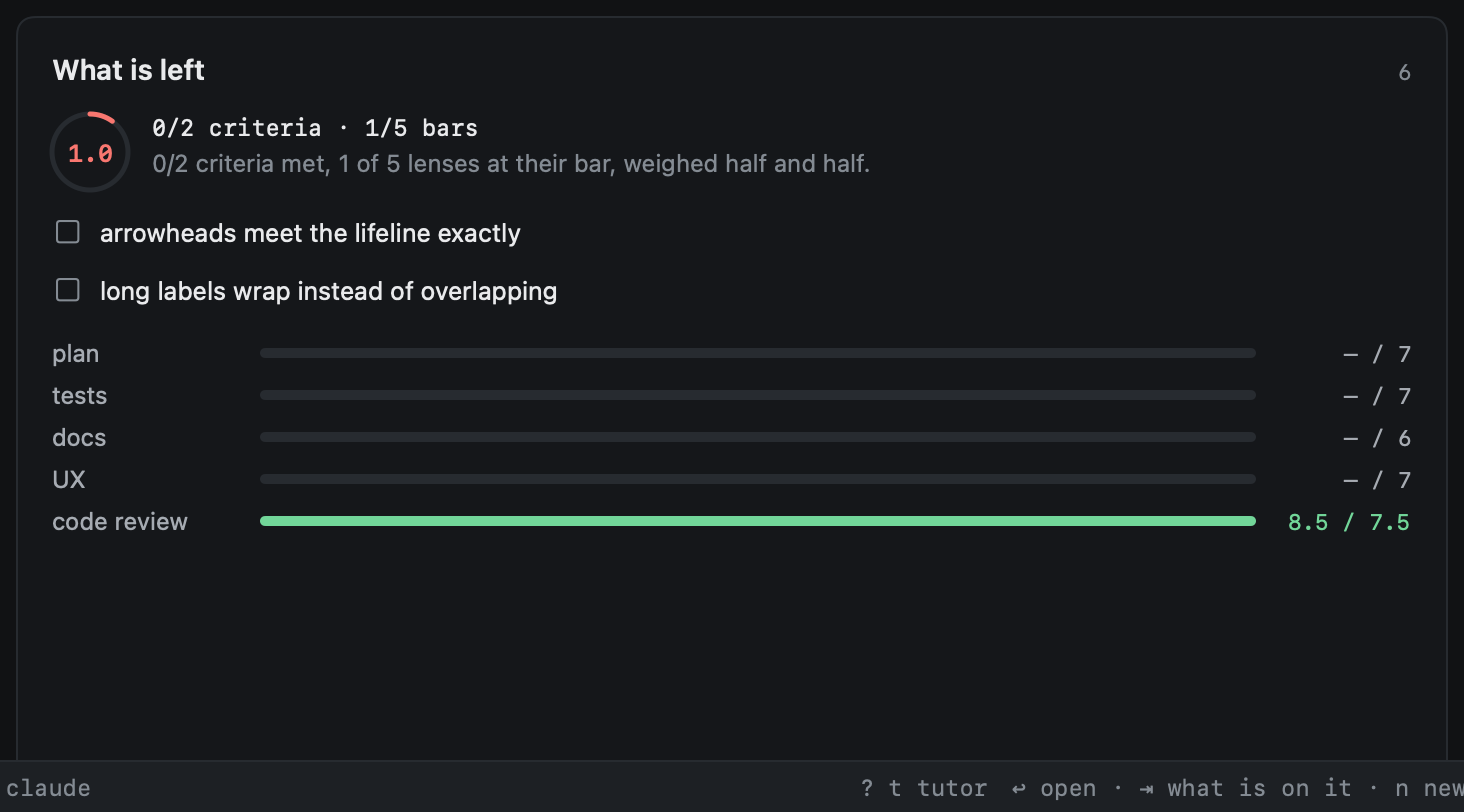 What is left 6
1.0
0/2 criteria · 1/5 bars
0/2 criteria met, 1 of 5 lenses at their bar, weighed half and half.
arrowheads meet the lifeline exactly
long labels wrap instead of overlapping
plan — / 7
tests — / 7
docs — / 6
UX — / 7
code review 8.5 / 7.5
claude ? t tutor ↩ open · ⇥ what is on it · n new